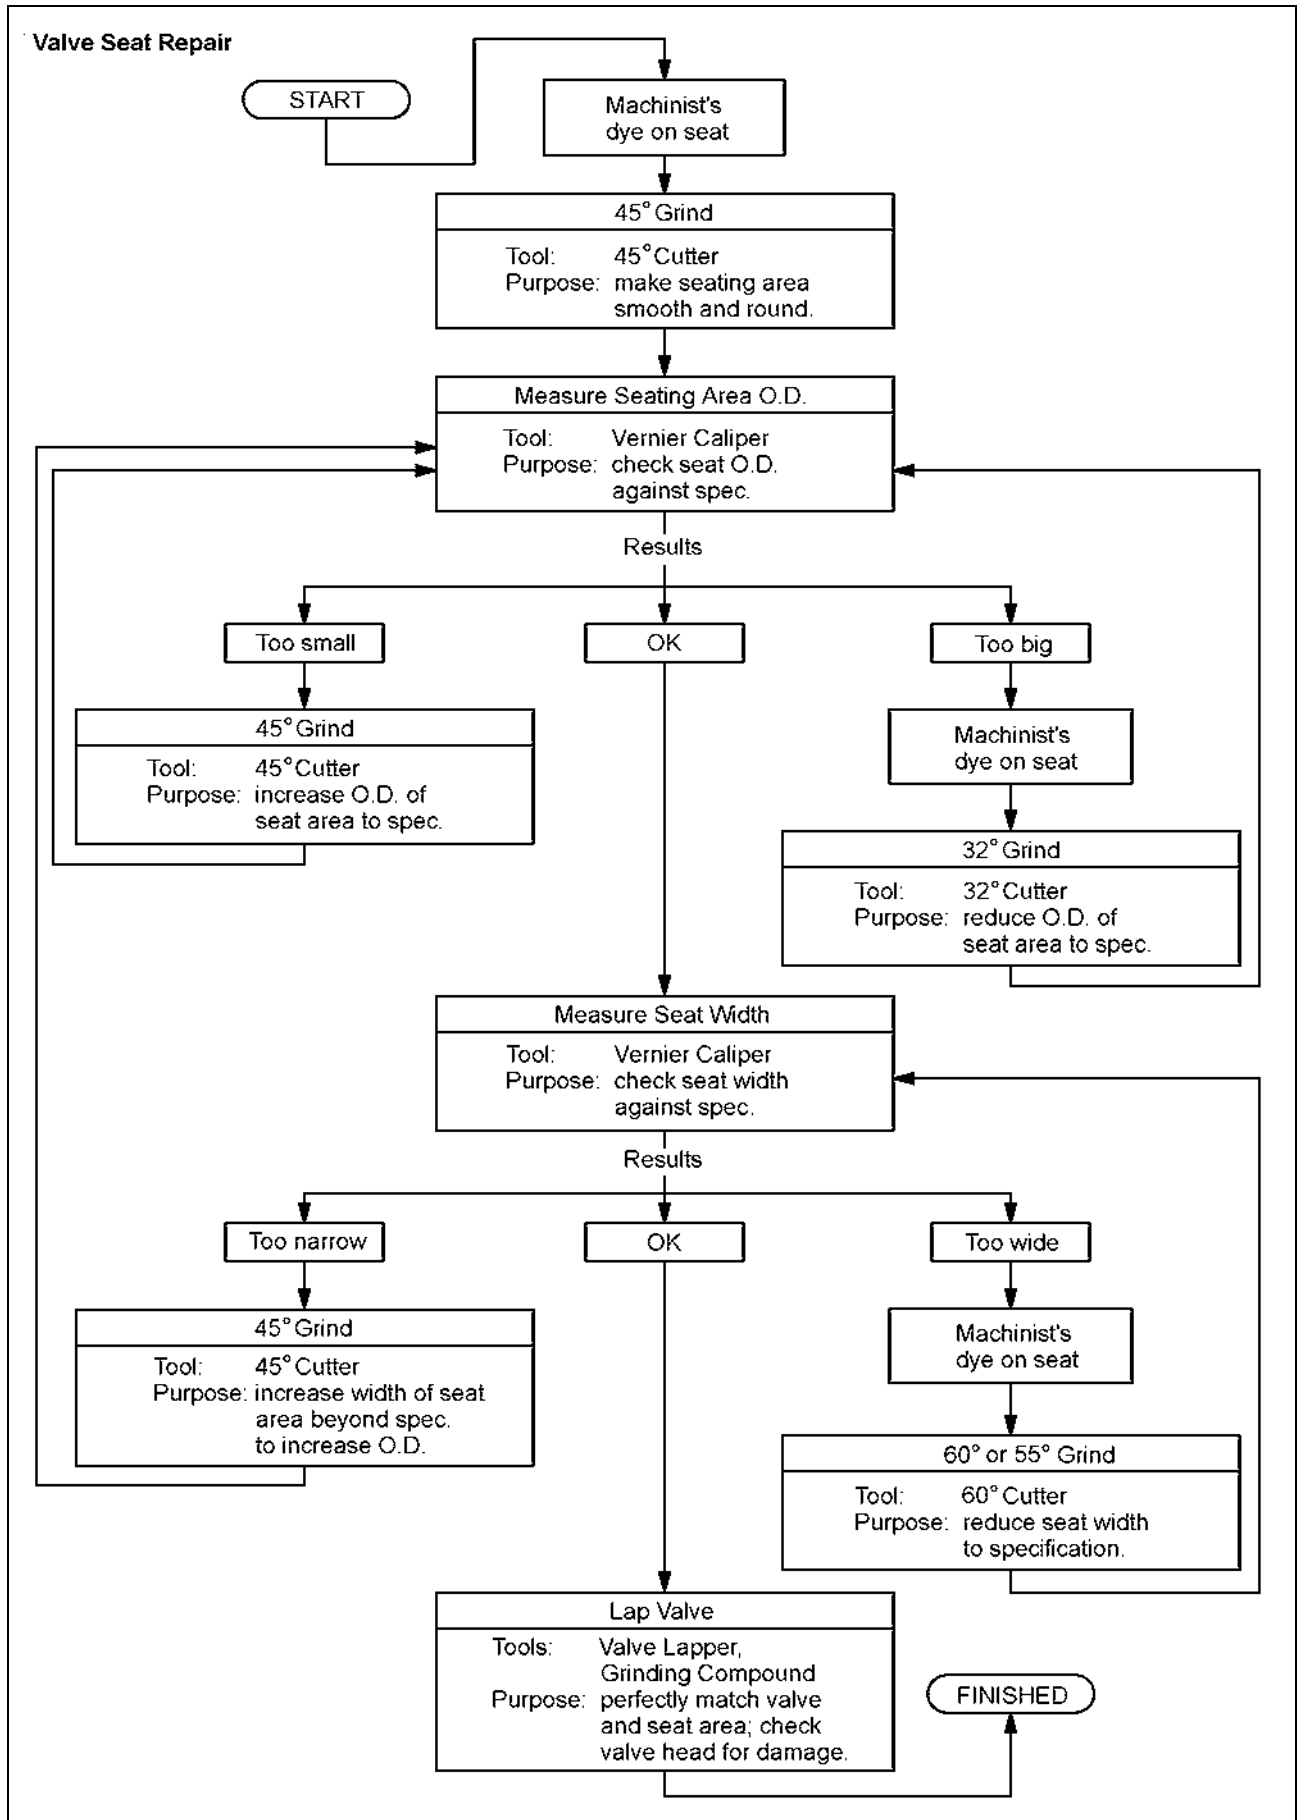 Valve Seat Repair
START
Machinist's
dye on seat
45° Grind
Tool: 45° Cutter
Purpose: make seating area
smooth and round.
Measure Seating Area O.D.
Tool: Vernier Caliper
Purpose: check seat O.D.
against spec.
Results
Too small
OK
Too big
45° Grind
Tool: 45° Cutter
Purpose: increase O.D. of
seat area to spec.
Machinist's
dye on seat
32° Grind
Tool: 32° Cutter
Purpose: reduce O.D. of
seat area to spec.
Measure Seat Width
Tool: Vernier Caliper
Purpose: check seat width
against spec.
Results
Too narrow
OK
Too wide
45° Grind
Tool: 45° Cutter
Purpose: increase width of seat
area beyond spec.
to increase O.D.
Machinist's
dye on seat
60° or 55° Grind
Tool: 60° Cutter
Purpose: reduce seat width
to specification.
Lap Valve
Tools: Valve Lapper,
Grinding Compound
Purpose: perfectly match valve
and seat area; check
valve head for damage.
FINISHED